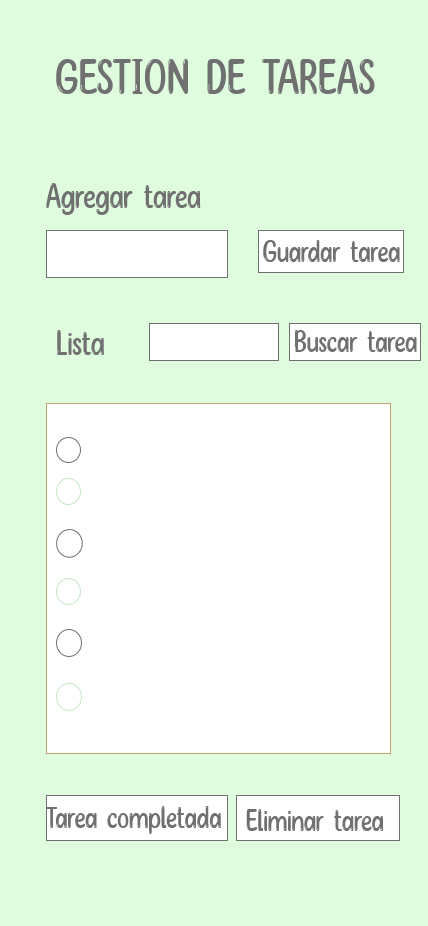 GESTION DE TAREAS
Agregar tarea
Guardar tarea
Lista
Buscar tarea
Tarea completada
Eliminar tarea